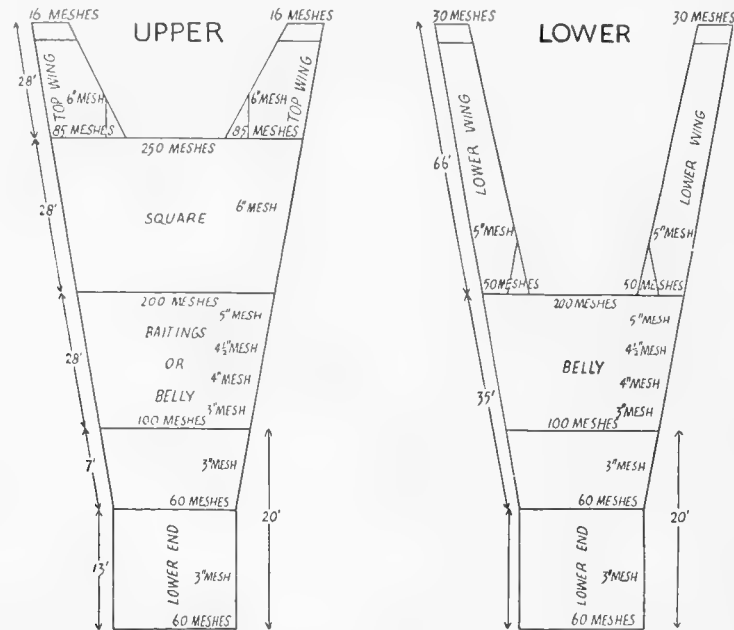 16 MESHES
16 MESHES
UPPER
28'
TOP WING
6" MESH
85 MESHES
6" MESH
TOP WING
85 MESHES
250 MESHES
28'
SQUARE
6" MESH
200 MESHES
28'
BAITINGS
OR
BELLY
5" MESH
4½" MESH
4" MESH
3" MESH
100 MESHES
7'
3" MESH
60 MESHES
20'
13'
LOWER END
3" MESH
60 MESHES
30 MESHES
30 MESHES
LOWER
66'
LOWER WING
5" MESH
50 MESHES
LOWER WING
5" MESH
50 MESHES
200 MESHES
35'
BELLY
5" MESH
4½" MESH
4" MESH
3" MESH
100 MESHES
3" MESH
60 MESHES
20'
LOWER END
3" MESH
60 MESHES